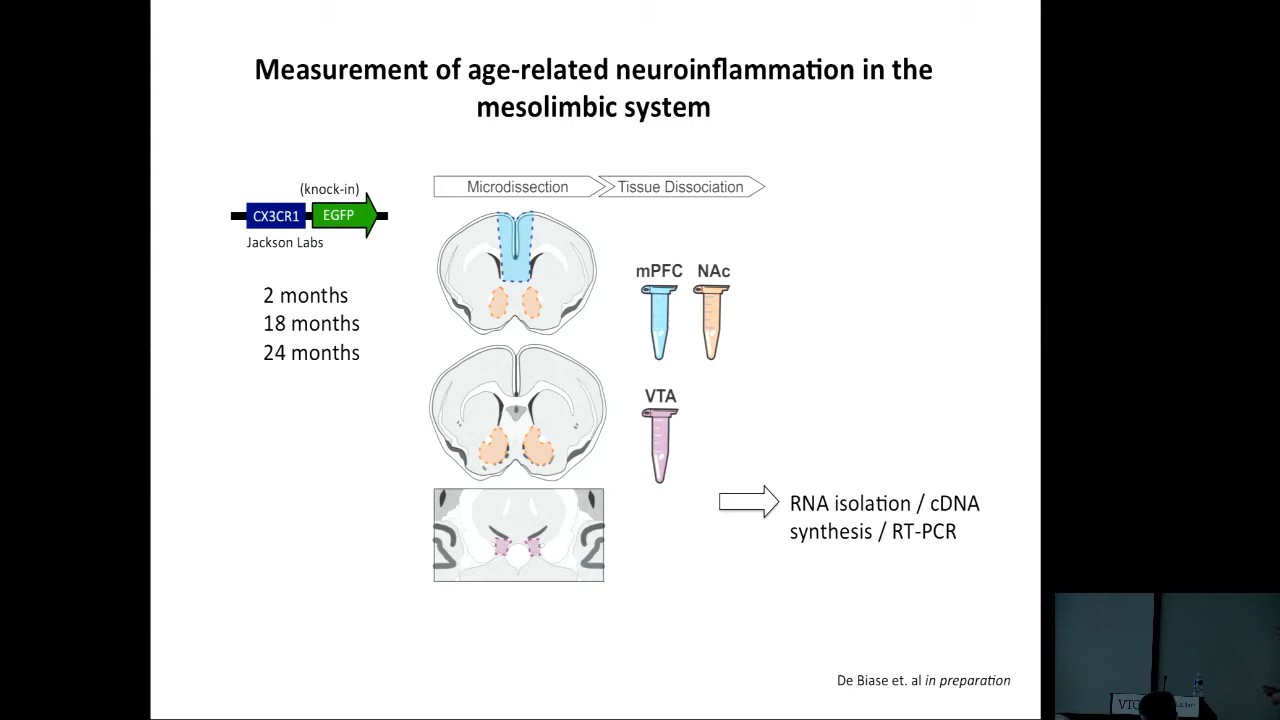 Measurement of age-related neuroinflammation in the
mesolimbic system
(knock-in)
CX3CR1
EGFP
Jackson Labs
2 months
18 months
24 months
Microdissection
Tissue Dissociation
mPFC
NAc
VTA
RNA isolation / cDNA
synthesis / RT-PCR
De Biase et. al in preparation